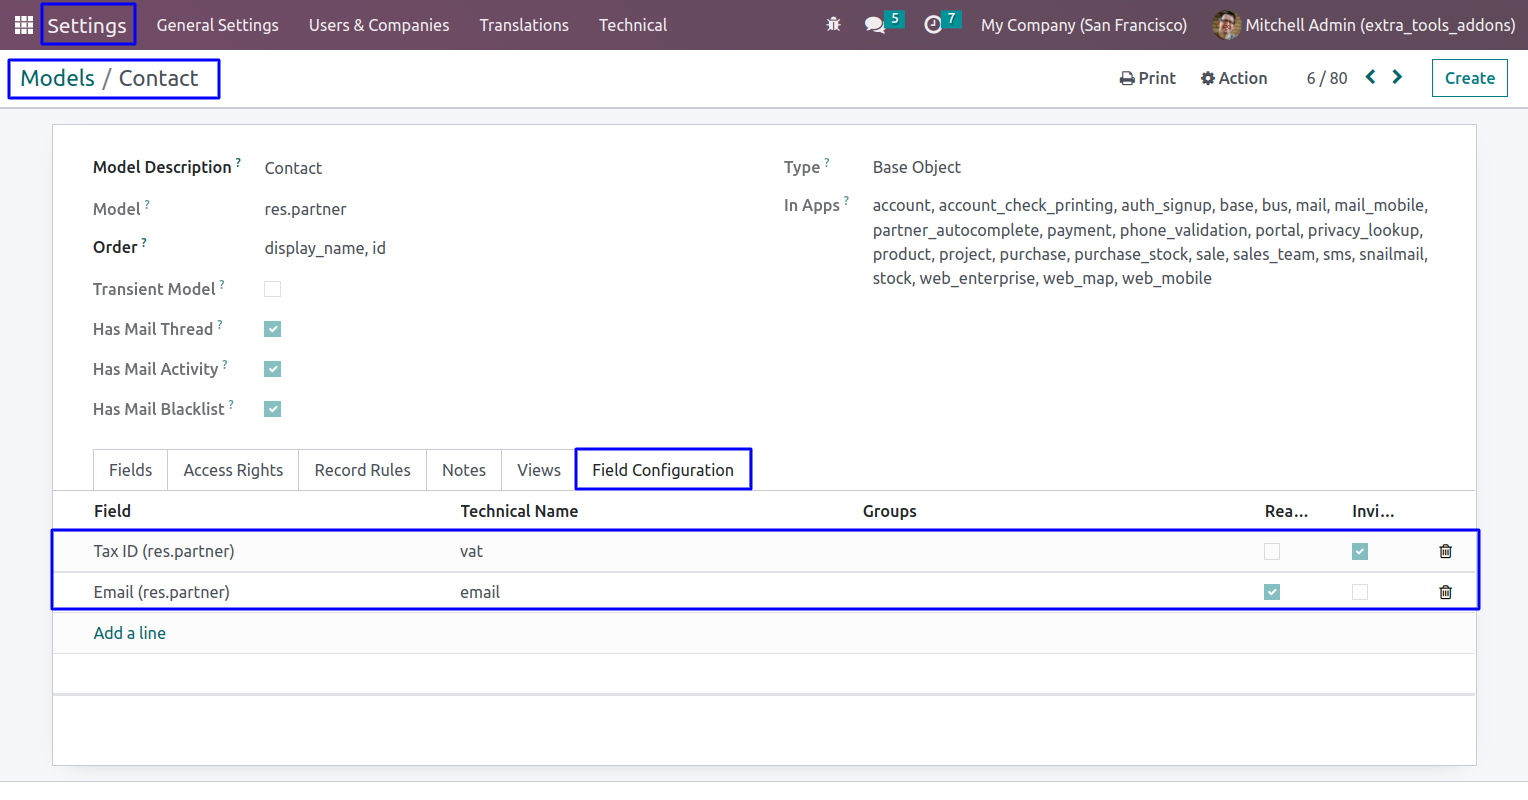 Settings General Settings Users & Companies Translations Technical 5 7 My Company (San Francisco) Mitchell Admin (extra_tools_addons)
Models / Contact Print Action 6 / 80 Create
Model Description ? Contact
Model ? res.partner
Order ? display_name, id
Transient Model ?
Has Mail Thread ?
Has Mail Activity ?
Has Mail Blacklist ?
Type ? Base Object
In Apps ? account, account_check_printing, auth_signup, base, bus, mail, mail_mobile,
partner_autocomplete, payment, phone_validation, portal, privacy_lookup,
product, project, purchase, purchase_stock, sale, sales_team, sms, snailmail,
stock, web_enterprise, web_map, web_mobile
Fields Access Rights Record Rules Notes Views Field Configuration
Field Technical Name Groups Rea... Invi...
Tax ID (res.partner) vat
Email (res.partner) email
Add a line